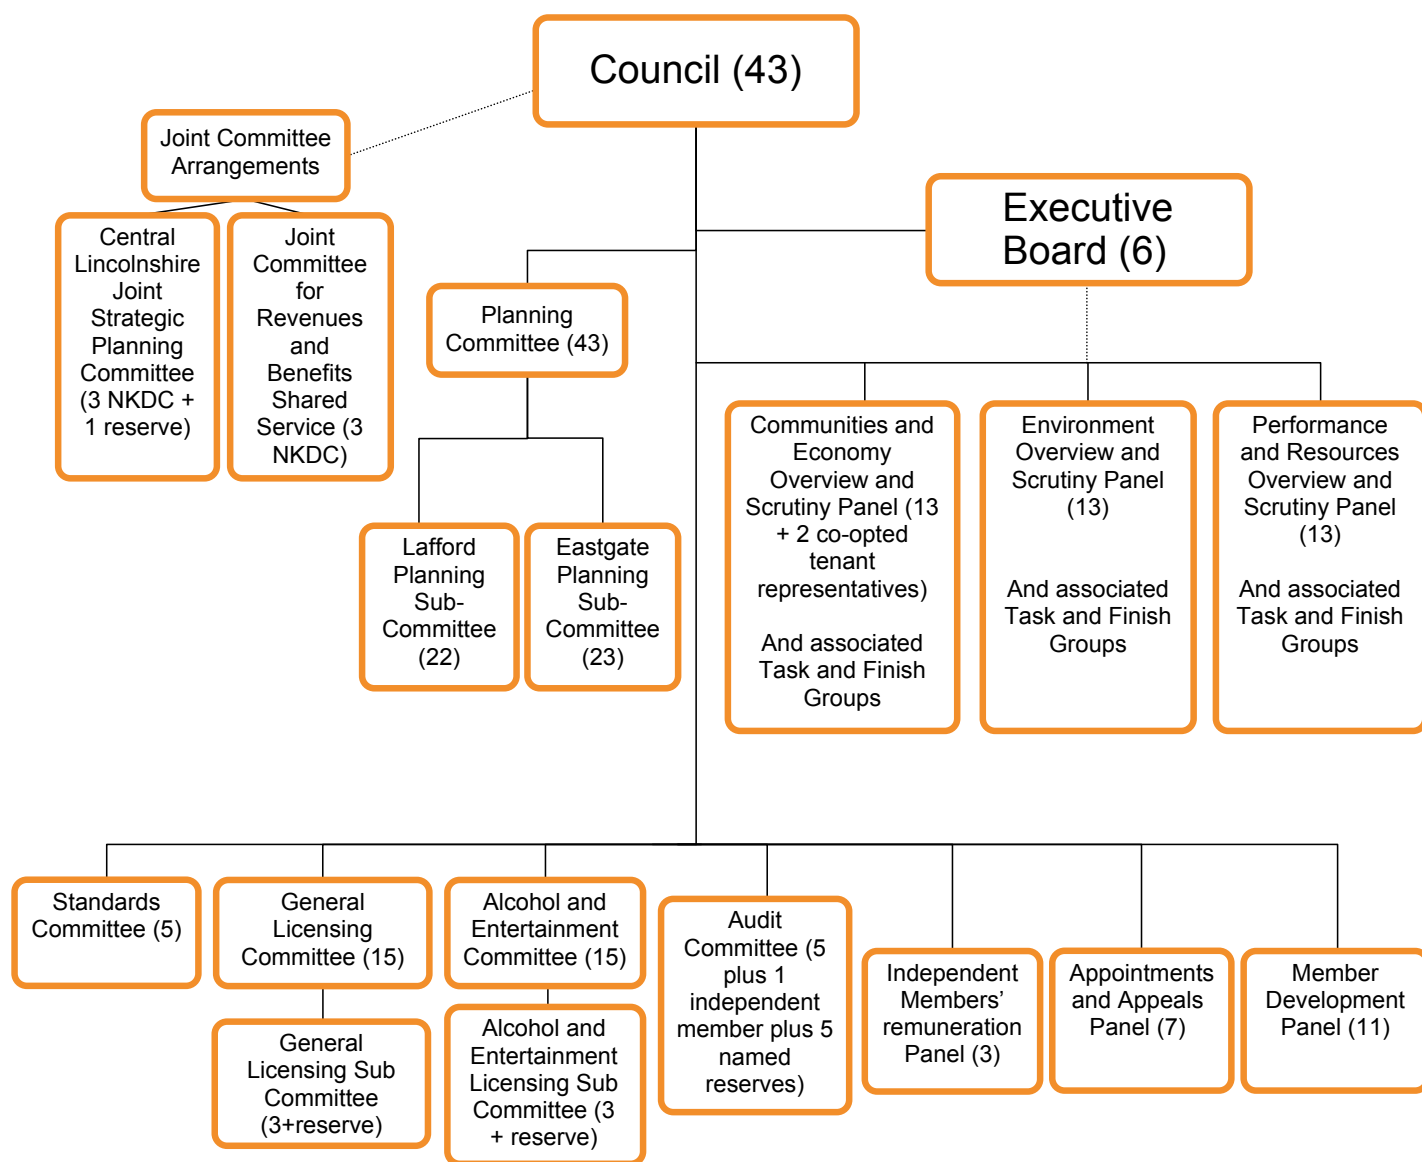 Council (43)
Joint Committee
Arrangements
Central
Lincolnshire
Joint
Strategic
Planning
Committee
(3 NKDC +
1 reserve)
Joint
Committee
for
Revenues
and
Benefits
Shared
Service (3
NKDC)
Executive
Board (6)
Planning
Committee (43)
Lafford
Planning
Sub-
Committee
(22)
Eastgate
Planning
Sub-
Committee
(23)
Communities and
Economy
Overview and
Scrutiny Panel (13
+ 2 co-opted
tenant
representatives)
And associated
Task and Finish
Groups
Environment
Overview and
Scrutiny Panel
(13)
And associated
Task and Finish
Groups
Performance
and Resources
Overview and
Scrutiny Panel
(13)
And associated
Task and Finish
Groups
Standards
Committee (5)
General
Licensing
Committee (15)
General
Licensing Sub
Committee
(3+reserve)
Alcohol and
Entertainment
Committee (15)
Alcohol and
Entertainment
Licensing Sub
Committee (3
+ reserve)
Audit
Committee (5
plus 1
independent
member plus 5
named
reserves)
Independent
Members’
remuneration
Panel (3)
Appointments
and Appeals
Panel (7)
Member
Development
Panel (11)